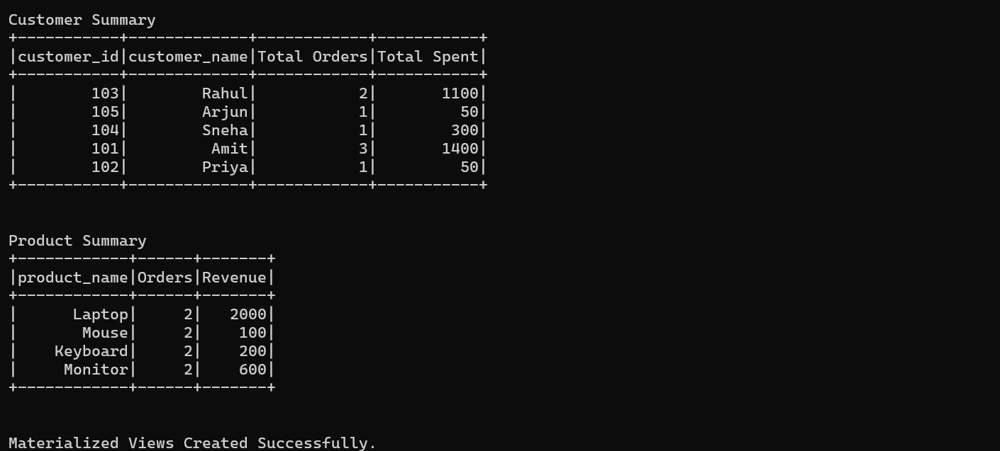 Customer Summary
+-----------+-------------+------------+-----------+
|customer_id|customer_name|Total Orders|Total Spent|
+-----------+-------------+------------+-----------+
|        103|        Rahul|           2|       1100|
|        105|        Arjun|           1|         50|
|        104|        Sneha|           1|        300|
|        101|         Amit|           3|       1400|
|        102|        Priya|           1|         50|
+-----------+-------------+------------+-----------+
Product Summary
+------------+------+-------+
|product_name|Orders|Revenue|
+------------+------+-------+
|      Laptop|     2|   2000|
|       Mouse|     2|    100|
|    Keyboard|     2|    200|
|     Monitor|     2|    600|
+------------+------+-------+
Materialized Views Created Successfully.